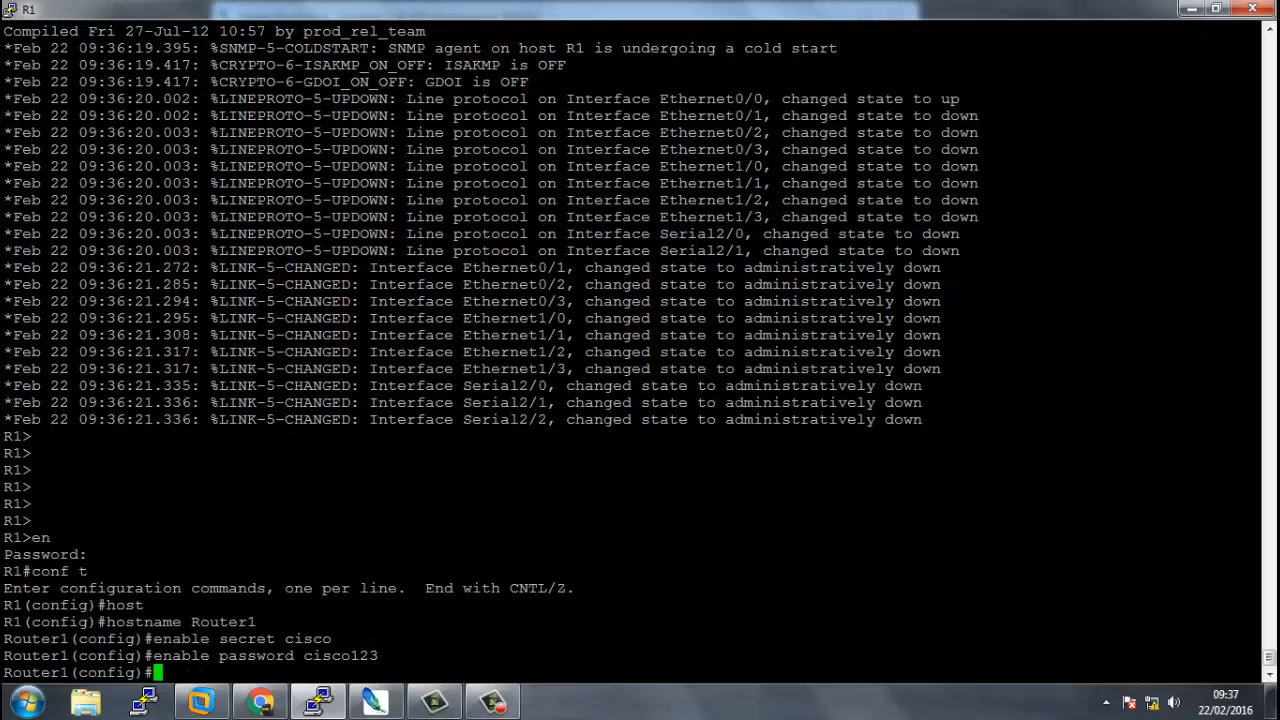 R1
Compiled Fri 27-Jul-12 10:57 by prod_rel_team
*Feb 22 09:36:19.395: %SNMP-5-COLDSTART: SNMP agent on host R1 is undergoing a cold start
*Feb 22 09:36:19.417: %CRYPTO-6-ISAKMP_ON_OFF: ISAKMP is OFF
*Feb 22 09:36:19.417: %CRYPTO-6-GDOI_ON_OFF: GDOI is OFF
*Feb 22 09:36:20.002: %LINEPROTO-5-UPDOWN: Line protocol on Interface Ethernet0/0, changed state to up
*Feb 22 09:36:20.002: %LINEPROTO-5-UPDOWN: Line protocol on Interface Ethernet0/1, changed state to down
*Feb 22 09:36:20.003: %LINEPROTO-5-UPDOWN: Line protocol on Interface Ethernet0/2, changed state to down
*Feb 22 09:36:20.003: %LINEPROTO-5-UPDOWN: Line protocol on Interface Ethernet0/3, changed state to down
*Feb 22 09:36:20.003: %LINEPROTO-5-UPDOWN: Line protocol on Interface Ethernet1/0, changed state to down
*Feb 22 09:36:20.003: %LINEPROTO-5-UPDOWN: Line protocol on Interface Ethernet1/1, changed state to down
*Feb 22 09:36:20.003: %LINEPROTO-5-UPDOWN: Line protocol on Interface Ethernet1/2, changed state to down
*Feb 22 09:36:20.003: %LINEPROTO-5-UPDOWN: Line protocol on Interface Ethernet1/3, changed state to down
*Feb 22 09:36:20.003: %LINEPROTO-5-UPDOWN: Line protocol on Interface Serial2/0, changed state to down
*Feb 22 09:36:20.003: %LINEPROTO-5-UPDOWN: Line protocol on Interface Serial2/1, changed state to down
*Feb 22 09:36:21.272: %LINK-5-CHANGED: Interface Ethernet0/1, changed state to administratively down
*Feb 22 09:36:21.285: %LINK-5-CHANGED: Interface Ethernet0/2, changed state to administratively down
*Feb 22 09:36:21.294: %LINK-5-CHANGED: Interface Ethernet0/3, changed state to administratively down
*Feb 22 09:36:21.295: %LINK-5-CHANGED: Interface Ethernet1/0, changed state to administratively down
*Feb 22 09:36:21.308: %LINK-5-CHANGED: Interface Ethernet1/1, changed state to administratively down
*Feb 22 09:36:21.317: %LINK-5-CHANGED: Interface Ethernet1/2, changed state to administratively down
*Feb 22 09:36:21.317: %LINK-5-CHANGED: Interface Ethernet1/3, changed state to administratively down
*Feb 22 09:36:21.335: %LINK-5-CHANGED: Interface Serial2/0, changed state to administratively down
*Feb 22 09:36:21.336: %LINK-5-CHANGED: Interface Serial2/1, changed state to administratively down
*Feb 22 09:36:21.336: %LINK-5-CHANGED: Interface Serial2/2, changed state to administratively down
R1>
R1>
R1>
R1>
R1>
R1>
R1>en
Password:
R1#conf t
Enter configuration commands, one per line.  End with CNTL/Z.
R1(config)#host
R1(config)#hostname Router1
Router1(config)#enable secret cisco
Router1(config)#enable password cisco123
Router1(config)#
09:37
22/02/2016